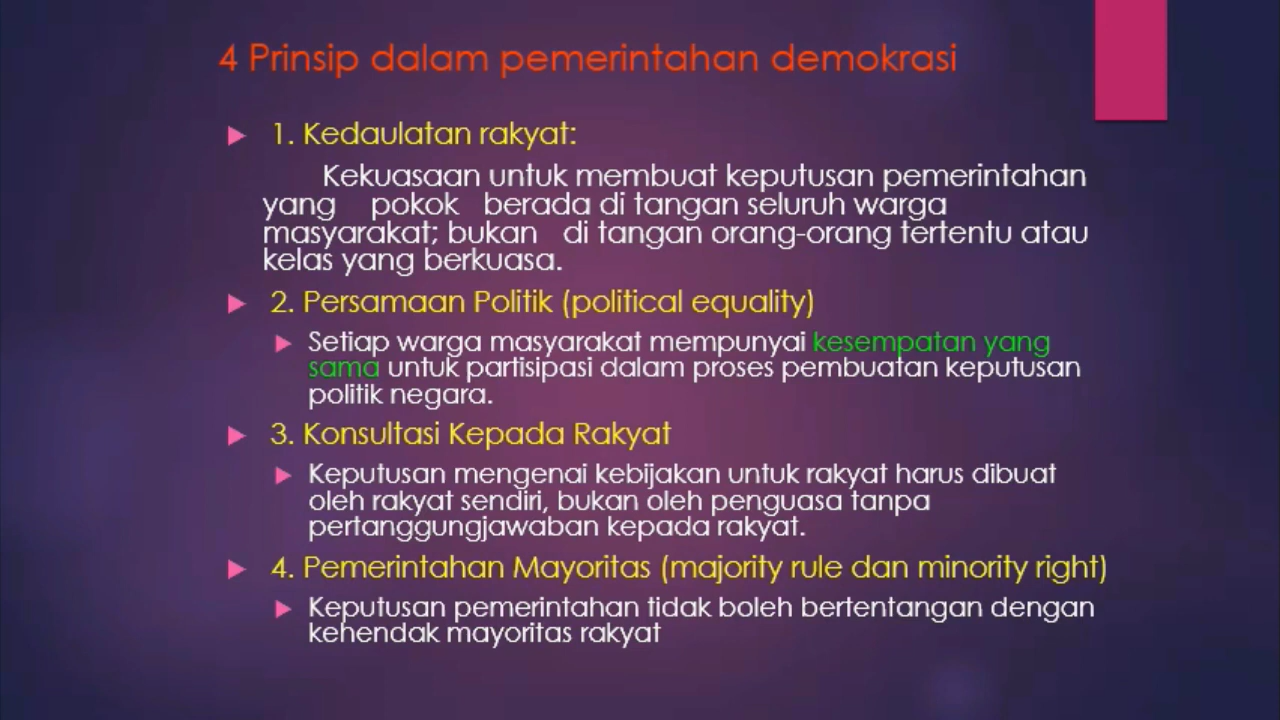 4 Prinsip dalam pemerintahan demokrasi
1. Kedaulatan rakyat:
Kekuasaan untuk membuat keputusan pemerintahan
yang pokok berada di tangan seluruh warga
masyarakat; bukan di tangan orang-orang tertentu atau
kelas yang berkuasa.
2. Persamaan Politik (political equality)
Setiap warga masyarakat mempunyai kesempatan yang
sama untuk partisipasi dalam proses pembuatan keputusan
politik negara.
3. Konsultasi Kepada Rakyat
Keputusan mengenai kebijakan untuk rakyat harus dibuat
oleh rakyat sendiri, bukan oleh penguasa tanpa
pertanggungjawaban kepada rakyat.
4. Pemerintahan Mayoritas (majority rule dan minority right)
Keputusan pemerintahan tidak boleh bertentangan dengan
kehendak mayoritas rakyat